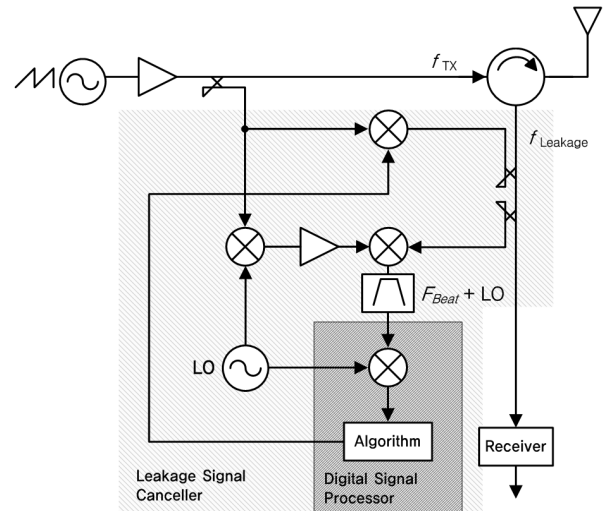 f TX
f Leakage
F Beat + LO
LO
Algorithm
Receiver
Leakage Signal
Canceller
Digital Signal
Processor